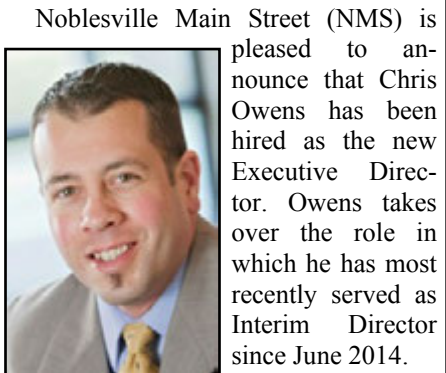 Noblesville Main Street (NMS) is
pleased to an-
nounce that Chris
Owens has been
hired as the new
Executive Direc-
tor. Owens takes
over the role in
which he has most
recently served as
Interim Director
since June 2014.